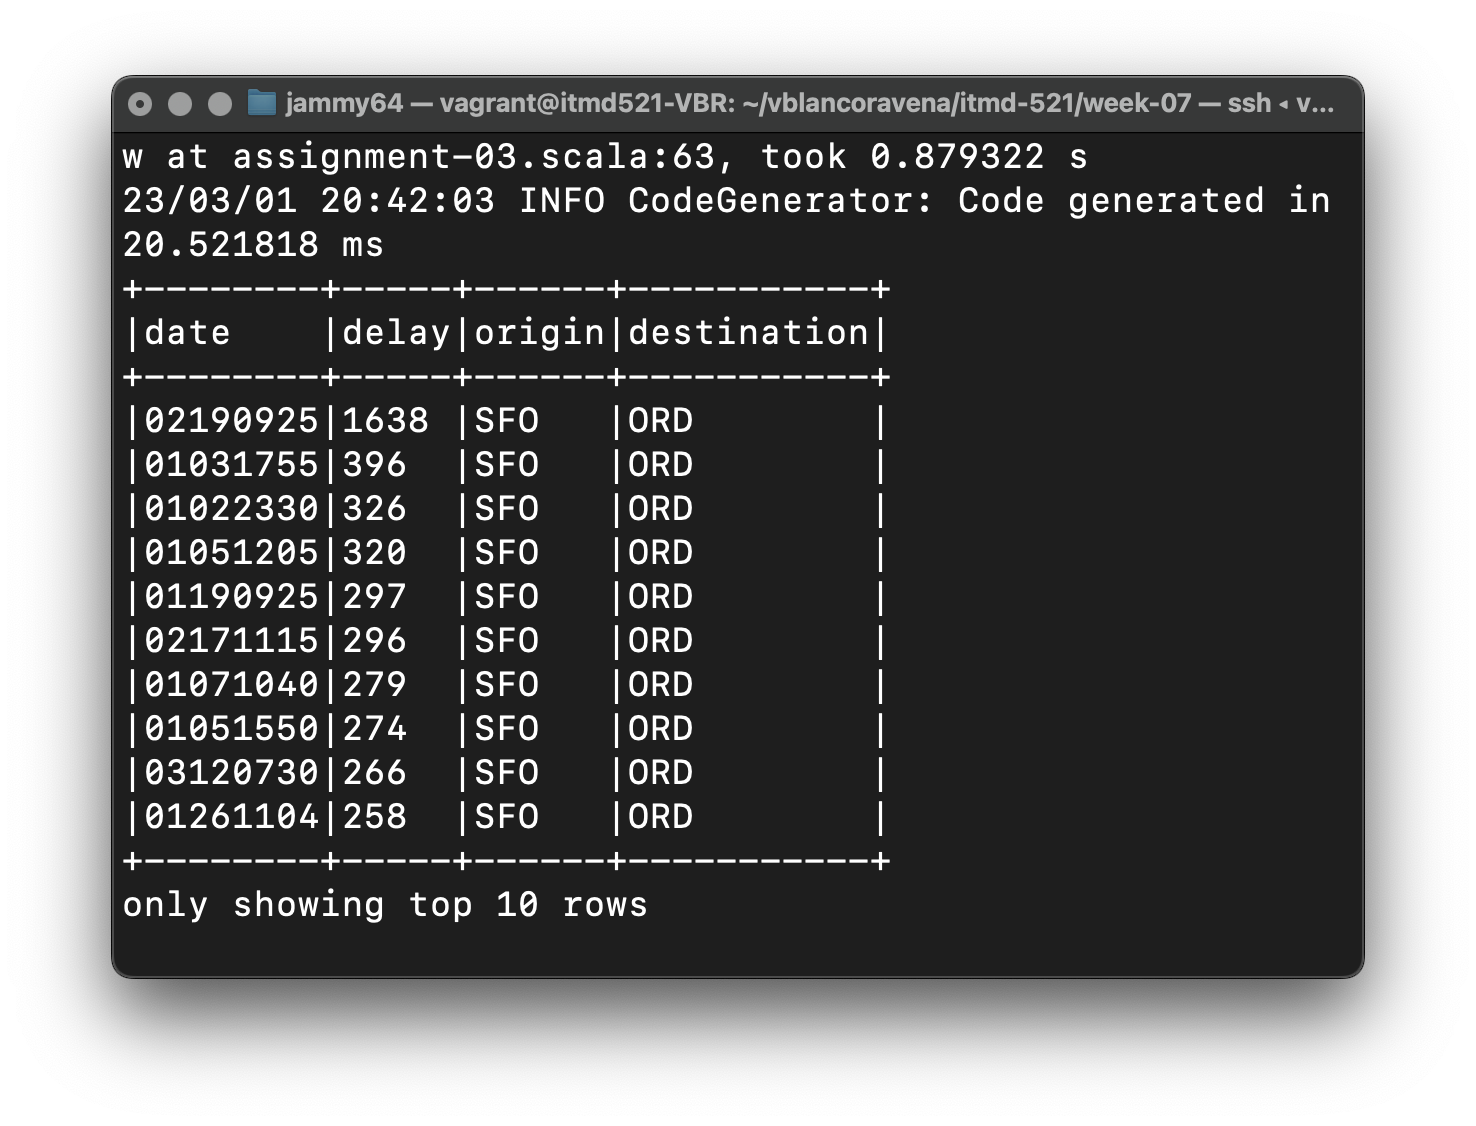 jammy64 — vagrant@itmd521-VBR: ~/vblancoravena/itmd-521/week-07 — ssh ◂ v...
w at assignment-03.scala:63, took 0.879322 s
23/03/01 20:42:03 INFO CodeGenerator: Code generated in
20.521818 ms
+--------+-----+------+-----------+
|date    |delay|origin|destination|
+--------+-----+------+-----------+
|02190925|1638 |SFO   |ORD        |
|01031755|396  |SFO   |ORD        |
|01022330|326  |SFO   |ORD        |
|01051205|320  |SFO   |ORD        |
|01190925|297  |SFO   |ORD        |
|02171115|296  |SFO   |ORD        |
|01071040|279  |SFO   |ORD        |
|01051550|274  |SFO   |ORD        |
|03120730|266  |SFO   |ORD        |
|01261104|258  |SFO   |ORD        |
+--------+-----+------+-----------+
only showing top 10 rows